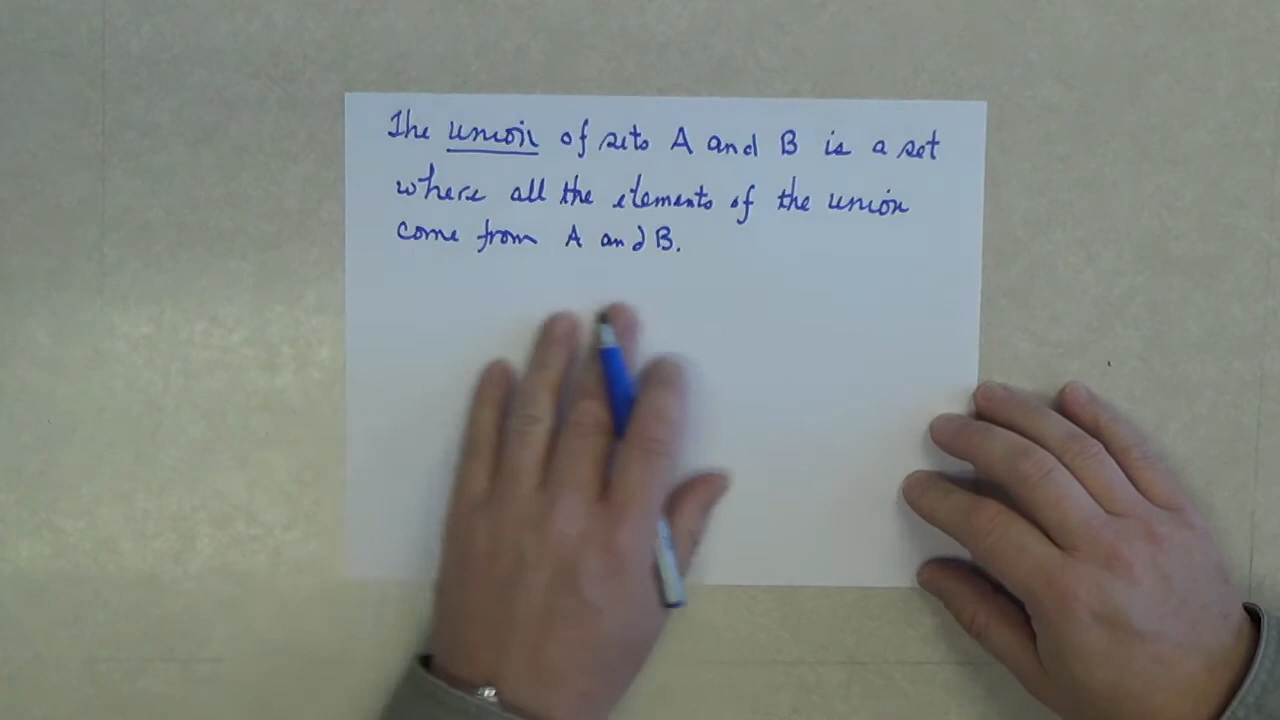 The union of sets A and B is a set
where all the elements of the union
come from A and B.